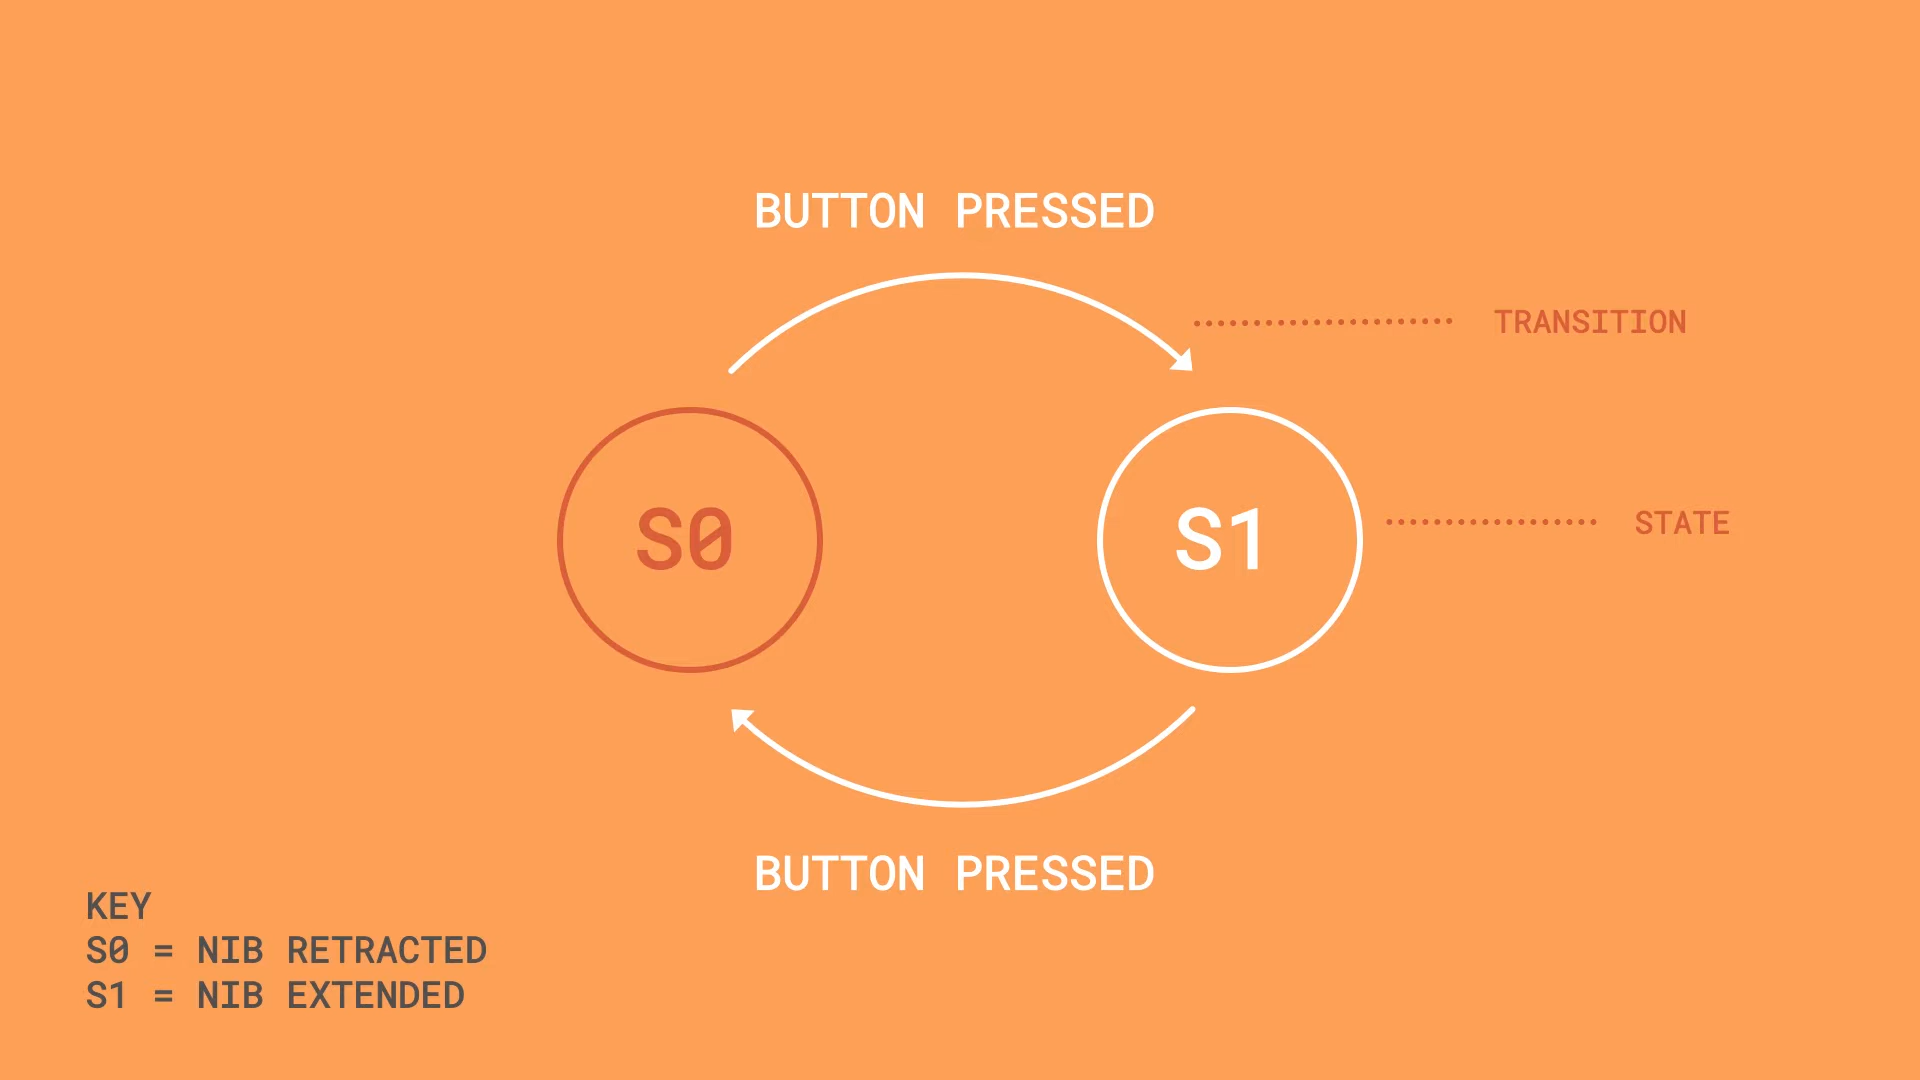 BUTTON PRESSED
TRANSITION
S0
S1
STATE
BUTTON PRESSED
KEY
S0 = NIB RETRACTED
S1 = NIB EXTENDED